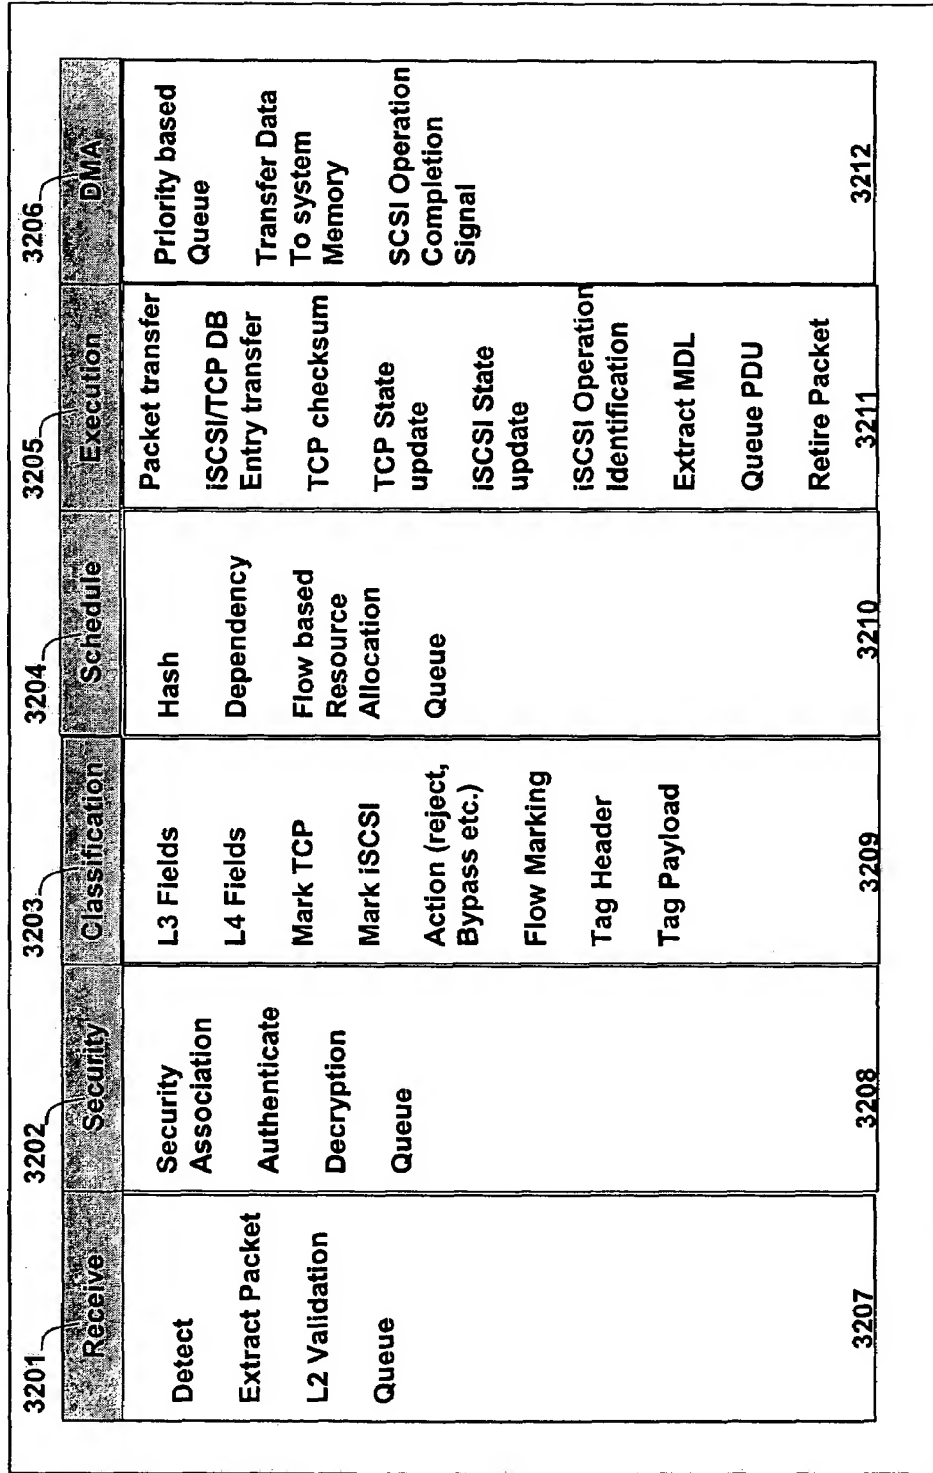 3201
Receive
Detect
Extract Packet
L2 Validation
Queue
3207
3202
Security
Security
Association
Authenticate
Decryption
Queue
3208
3203
Classification
L3 Fields
L4 Fields
Mark TCP
Mark iSCSI
Action (reject,
Bypass etc.)
Flow Marking
Tag Header
Tag Payload
3209
3204
Schedule
Hash
Dependency
Flow based
Resource
Allocation
Queue
3210
3205
Execution
Packet transfer
iSCSI/TCP DB
Entry transfer
TCP checksum
TCP State
update
iSCSI State
update
iSCSI Operation
Identification
Extract MDL
Queue PDU
Retire Packet
3211
3206
DMA
Priority based
Queue
Transfer Data
To system
Memory
SCSI Operation
Completion
Signal
3212